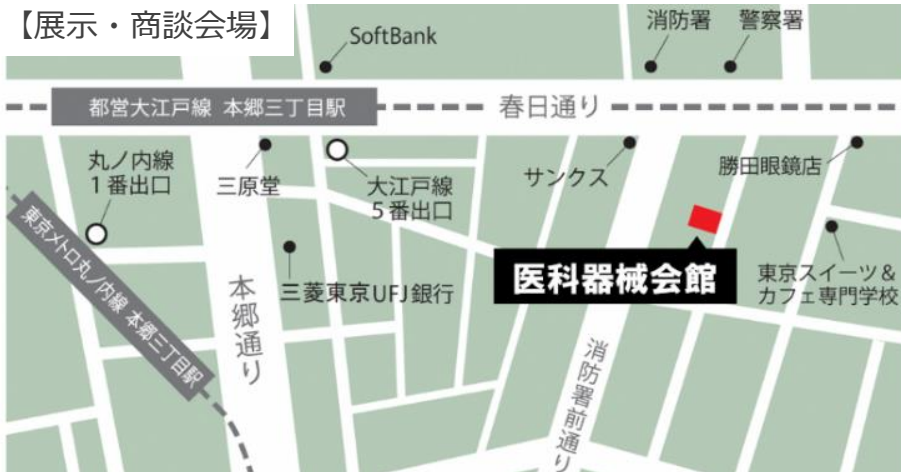 【展示・商談会場】
SoftBank
消防署
警察署
都営大江戸線 本郷三丁目駅
春日通り
丸ノ内線
1番出口
三原堂
大江戸線
5番出口
サンクス
勝田眼鏡店
東京メトロ丸ノ内線 本郷三丁目駅
三菱東京UFJ銀行
本郷通り
医科器械会館
東京スイーツ&
カフェ専門学校
消防署前通り